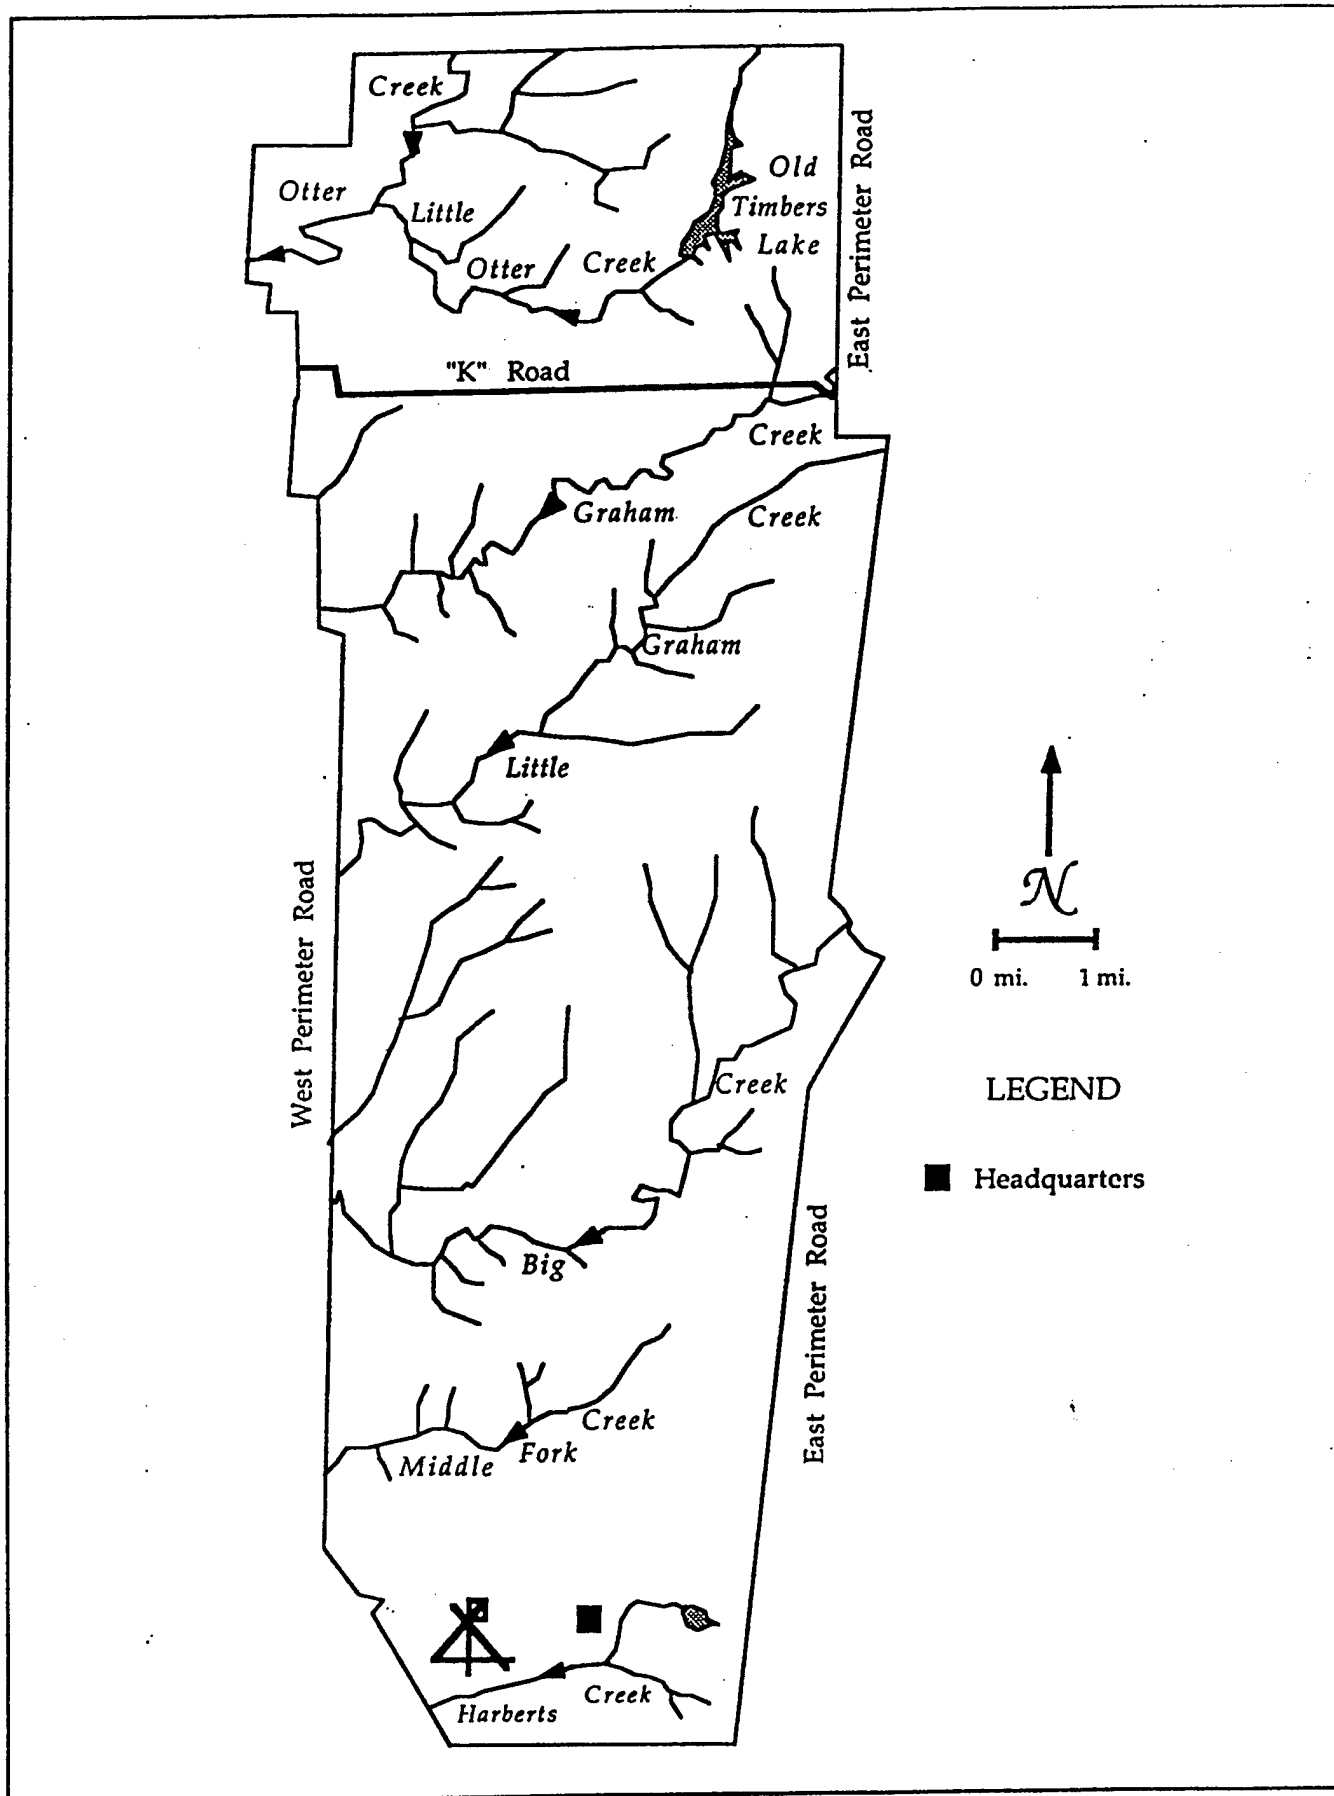 Creek
Old
Timbers
Lake
East Perimeter Road
Otter
Little
Otter
Creek
"K" Road
Creek
Graham
Creek
Graham
Little
West Perimeter Road
N
0 mi.
1 mi.
Creek
LEGEND
Headquarters
Big
East Perimeter Road
Creek
Fork
Middle
Creek
Harberts